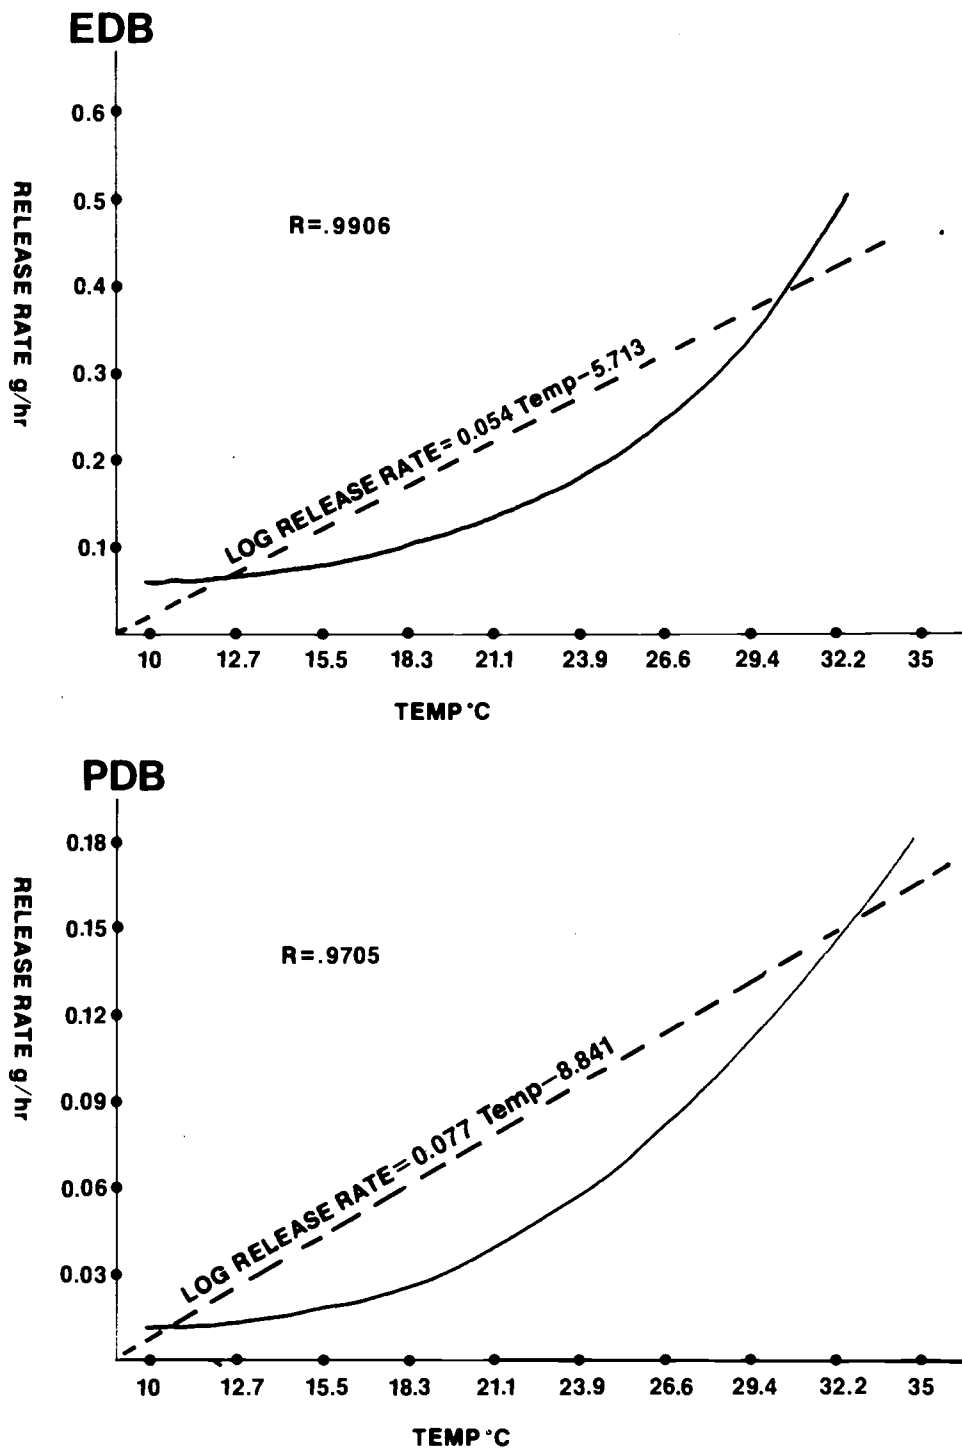 EDB
RELEASE RATE g/hr
0.6
0.5
0.4
0.3
0.2
0.1
R=.9906
LOG RELEASE RATE=0.054 Temp-5.713
10 12.7 15.5 18.3 21.1 23.9 26.6 29.4 32.2 35
TEMP °C
PDB
RELEASE RATE g/hr
0.18
0.15
0.12
0.09
0.06
0.03
R=.9705
LOG RELEASE RATE=0.077 Temp-8.841
10 12.7 15.5 18.3 21.1 23.9 26.6 29.4 32.2 35
TEMP °C